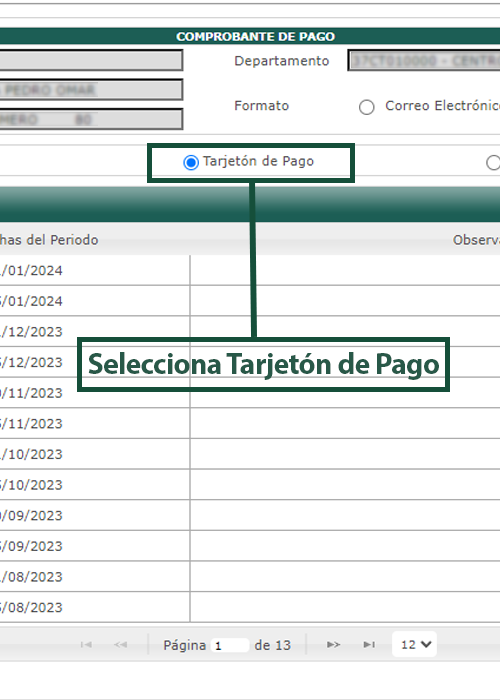 COMPROBANTE DE PAGO
Departamento 37CT010000 - CENTR
PEDRO OMAR
Formato Correo Electrónic
MERO 80
Tarjetón de Pago
has del Periodo Observa
/01/2024
/01/2024
/12/2023
/12/2023
Selecciona Tarjetón de Pago
/11/2023
/11/2023
/10/2023
/10/2023
/09/2023
/09/2023
/08/2023
/08/2023
Página 1 de 13 12